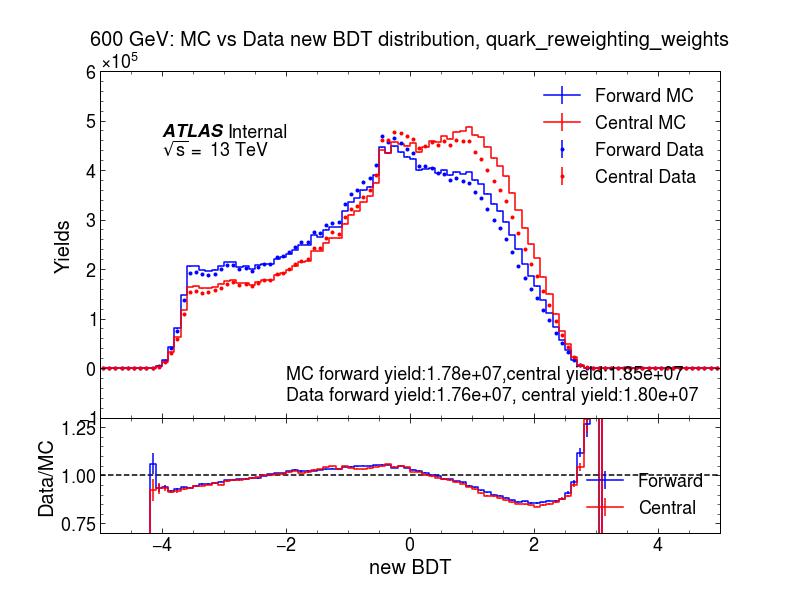 600 GeV: MC vs Data new BDT distribution, quark_reweighting_weights
×10⁵
6
5
4
3
2
1
0
−1
Yields
ATLAS Internal
√s = 13 TeV
Forward MC
Central MC
Forward Data
Central Data
MC forward yield:1.78e+07,central yield:1.85e+07
Data forward yield:1.76e+07, central yield:1.80e+07
1.25
1.00
0.75
Data/MC
Forward
Central
−4 −2 0 2 4
new BDT